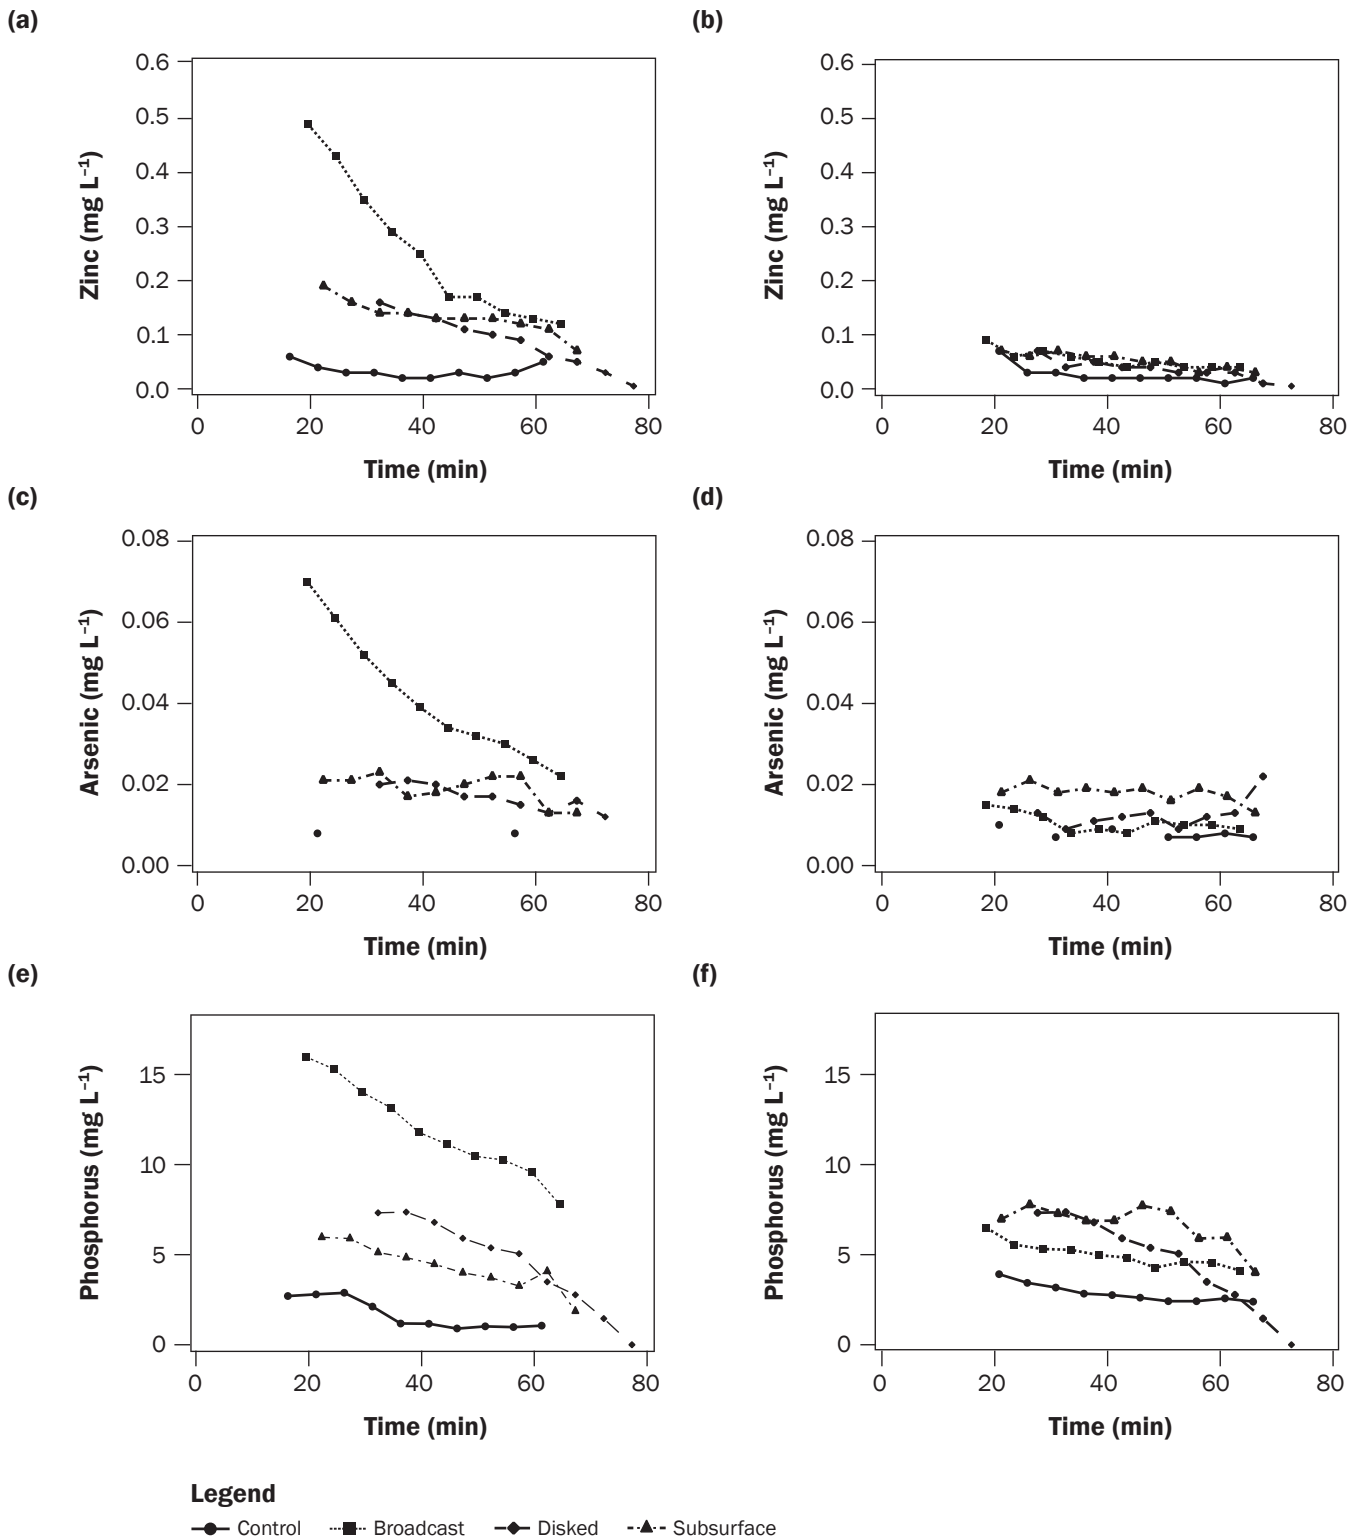 (a)
0.6
0.5
0.4
0.3
0.2
0.1
0.0
Zinc (mg L⁻¹)
0 20 40 60 80
Time (min)
(b)
0.6
0.5
0.4
0.3
0.2
0.1
0.0
Zinc (mg L⁻¹)
0 20 40 60 80
Time (min)
(c)
0.08
0.06
0.04
0.02
0.00
Arsenic (mg L⁻¹)
0 20 40 60 80
Time (min)
(d)
0.08
0.06
0.04
0.02
0.00
Arsenic (mg L⁻¹)
0 20 40 60 80
Time (min)
(e)
15
10
5
0
Phosphorus (mg L⁻¹)
0 20 40 60 80
Time (min)
(f)
15
10
5
0
Phosphorus (mg L⁻¹)
0 20 40 60 80
Time (min)
Legend
Control Broadcast Disked Subsurface